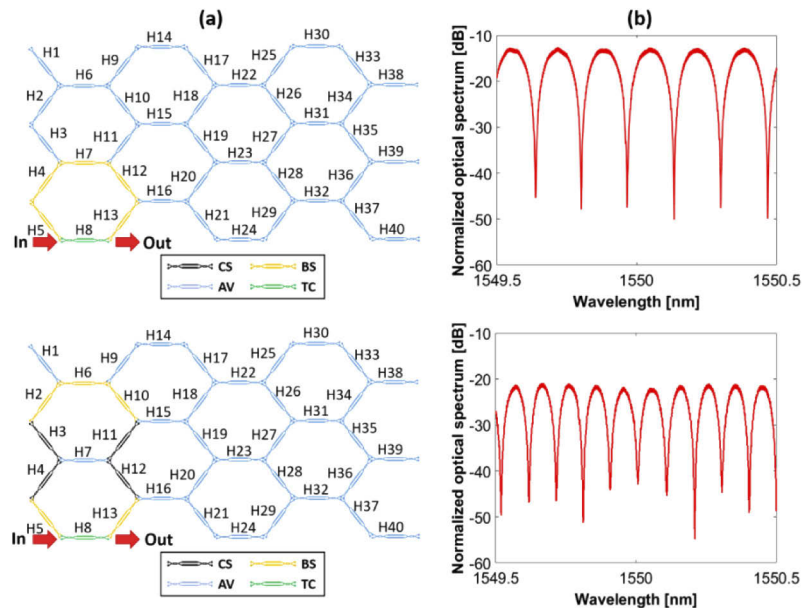 (a)
(b)
H1 H9 H14 H17 H25 H30 H33
H6 H22 H38
H2 H10 H18 H26 H34
H15 H31
H3 H11 H19 H27 H35
H7 H23 H39
H4 H12 H20 H28 H36
H16 H32
H5 H13 H21 H29 H37
In H8 Out H24 H40
CS BS
AV TC
Normalized optical spectrum [dB]
-10
-20
-30
-40
-50
-60
1549.5 1550 1550.5
Wavelength [nm]
H1 H9 H14 H17 H25 H30 H33
H6 H22 H38
H2 H10 H18 H26 H34
H15 H31
H3 H11 H19 H27 H35
H7 H23 H39
H4 H12 H20 H28 H36
H16 H32
H5 H13 H21 H29 H37
In H8 Out H24 H40
CS BS
AV TC
Normalized optical spectrum [dB]
-10
-20
-30
-40
-50
-60
1549.5 1550 1550.5
Wavelength [nm]